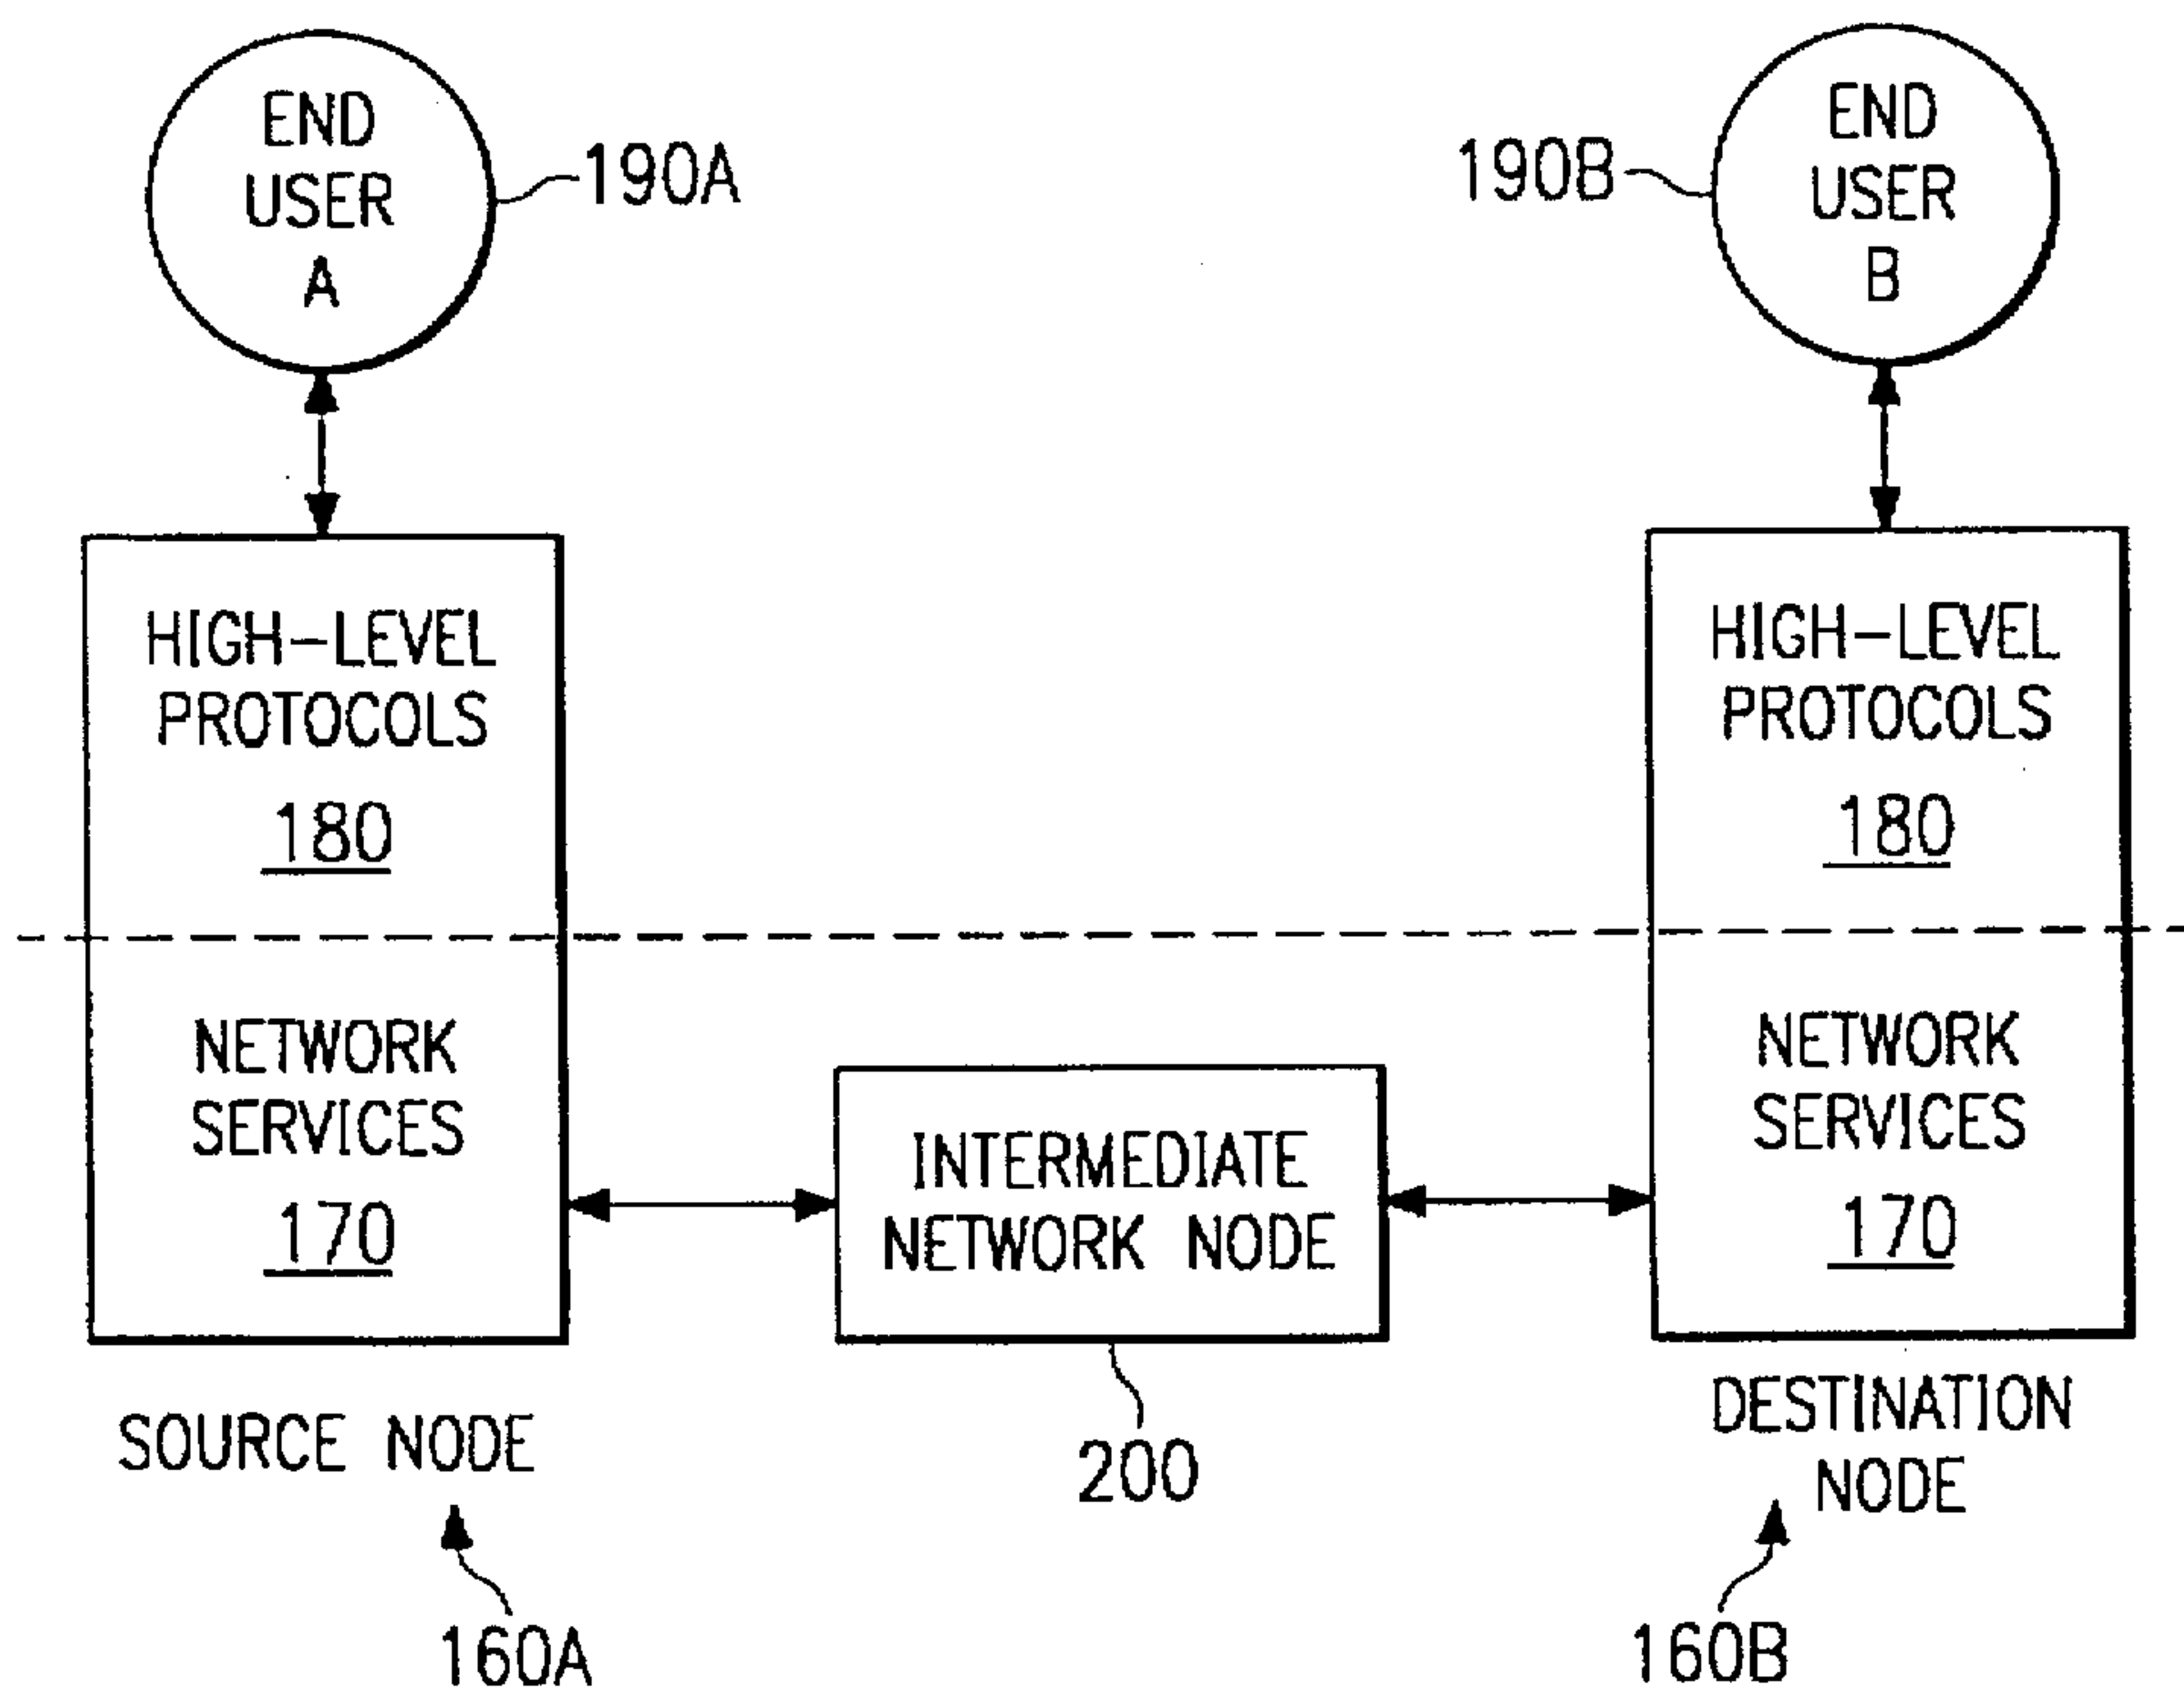 END
USER
A
190A
190B
END
USER
B
HIGH-LEVEL
PROTOCOLS
180
HIGH-LEVEL
PROTOCOLS
180
NETWORK
SERVICES
170
INTERMEDIATE
NETWORK NODE
NETWORK
SERVICES
170
SOURCE NODE
200
DESTINATION
NODE
160A
160B